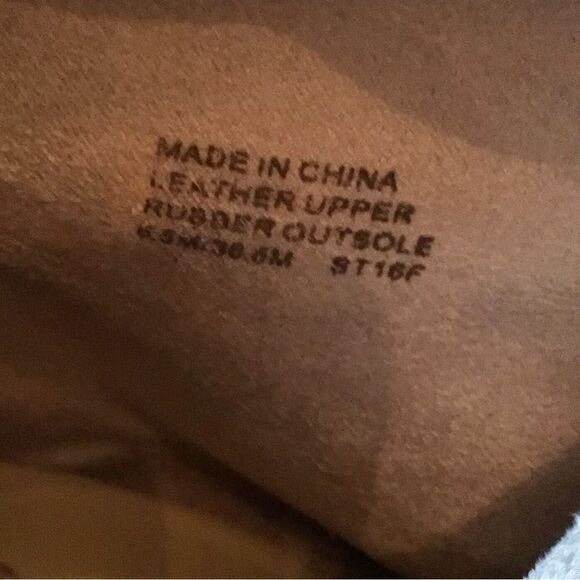 MADE IN CHINA
LEATHER UPPER
RUBBER OUTSOLE
6.5M/36.5M ST16F